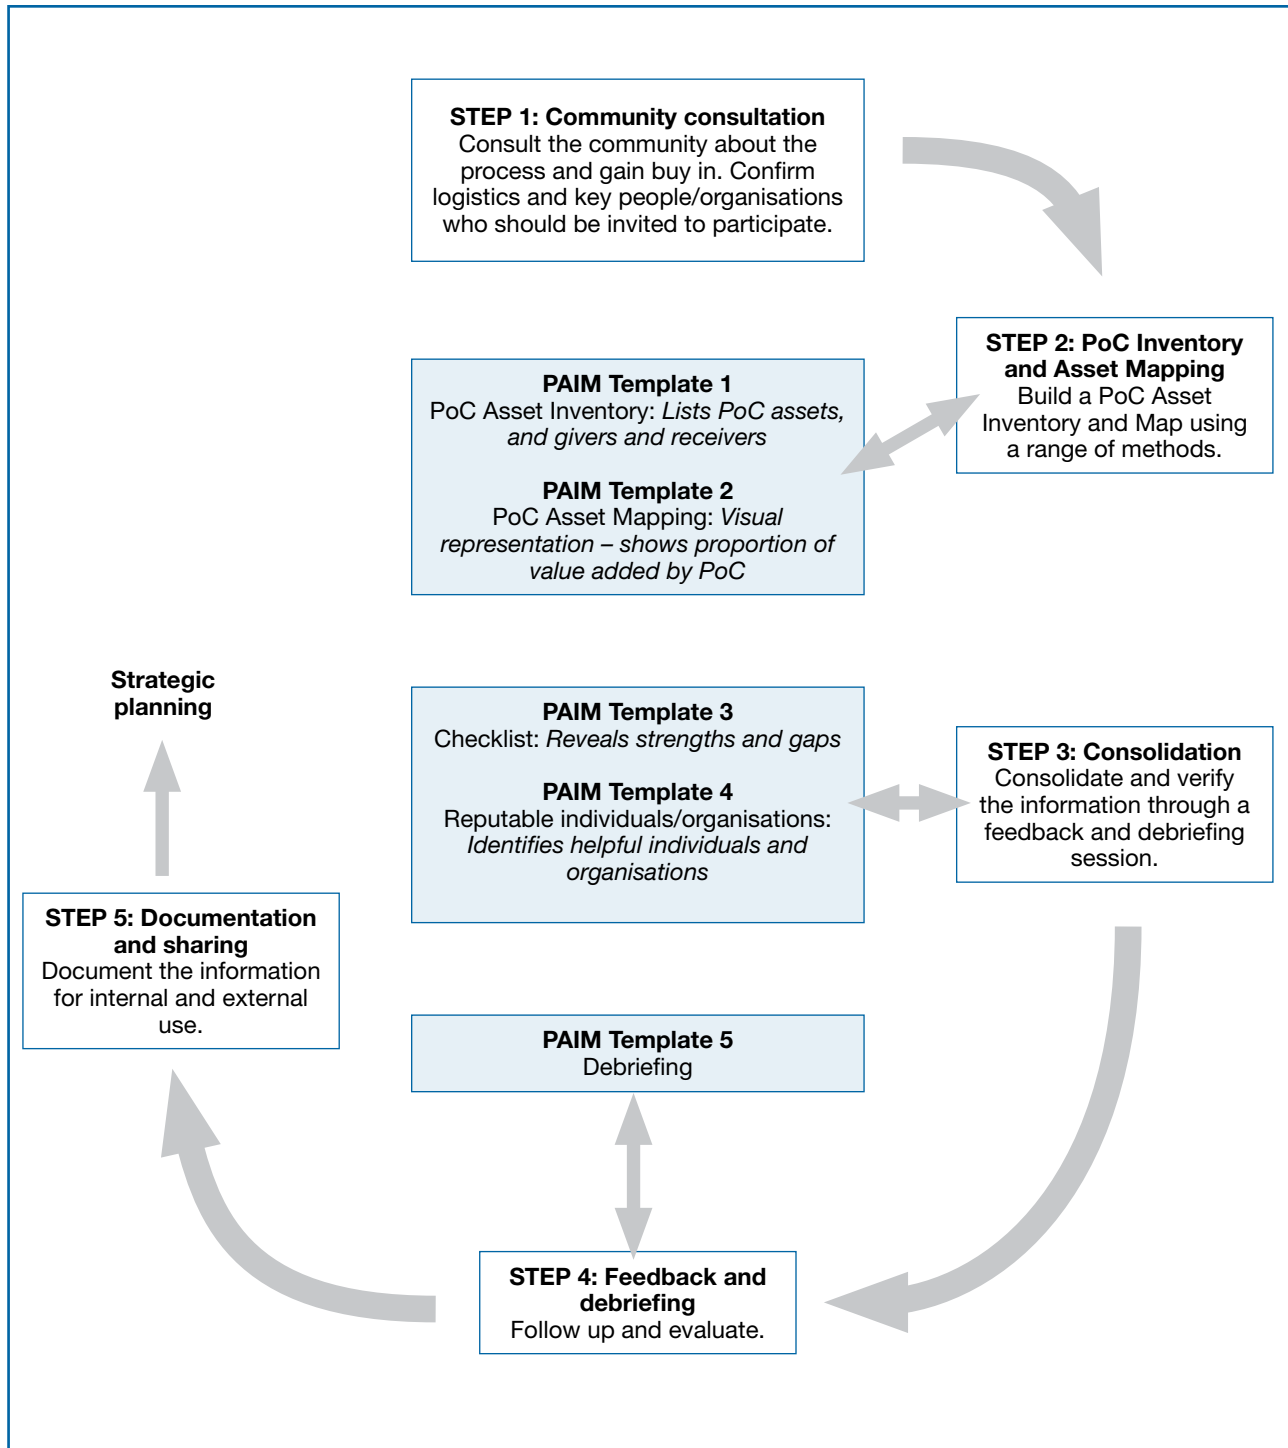 STEP 1: Community consultation
Consult the community about the
process and gain buy in. Confirm
logistics and key people/organisations
who should be invited to participate.
STEP 2: PoC Inventory
and Asset Mapping
Build a PoC Asset
Inventory and Map using
a range of methods.
PAIM Template 1
PoC Asset Inventory: Lists PoC assets,
and givers and receivers
PAIM Template 2
PoC Asset Mapping: Visual
representation – shows proportion of
value added by PoC
Strategic
planning
PAIM Template 3
Checklist: Reveals strengths and gaps
PAIM Template 4
Reputable individuals/organisations:
Identifies helpful individuals and
organisations
STEP 3: Consolidation
Consolidate and verify
the information through a
feedback and debriefing
session.
STEP 5: Documentation
and sharing
Document the information
for internal and external
use.
PAIM Template 5
Debriefing
STEP 4: Feedback and
debriefing
Follow up and evaluate.